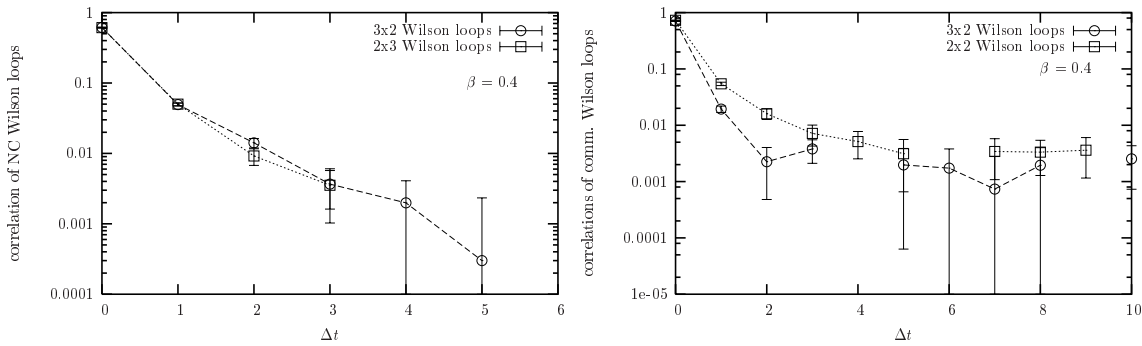 correlation of NC Wilson loops
1
0.1
0.01
0.001
0.0001
0 1 2 3 4 5 6
Δt
3x2 Wilson loops
2x3 Wilson loops
β = 0.4
correlations of comm. Wilson loops
1
0.1
0.01
0.001
0.0001
1e-05
0 2 4 6 8 10
Δt
3x2 Wilson loops
2x2 Wilson loops
β = 0.4